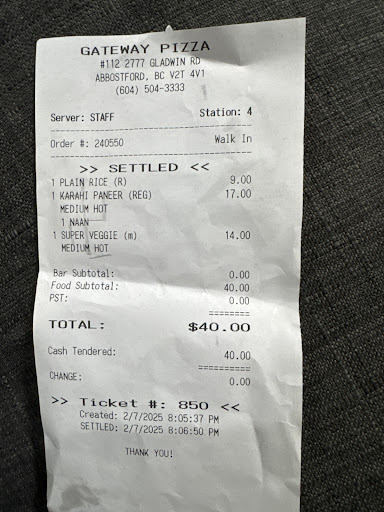 GATEWAY PIZZA
#112 2777 GLADWIN RD
ABBOSTFORD, BC V2T 4V1
(604) 504-3333
Server: STAFF Station: 4
Order #: 240550 Walk In
>> SETTLED <<
1 PLAIN RICE (R) 9.00
1 KARAHI PANEER (REG) 17.00
MEDIUM HOT
1 NAAN
1 SUPER VEGGIE (m) 14.00
MEDIUM HOT
Bar Subtotal: 0.00
Food Subtotal: 40.00
PST: 0.00
========
TOTAL: $40.00
Cash Tendered: 40.00
==========
CHANGE: 0.00
>> Ticket #: 850 <<
Created: 2/7/2025 8:05:37 PM
SETTLED: 2/7/2025 8:06:50 PM
THANK YOU!